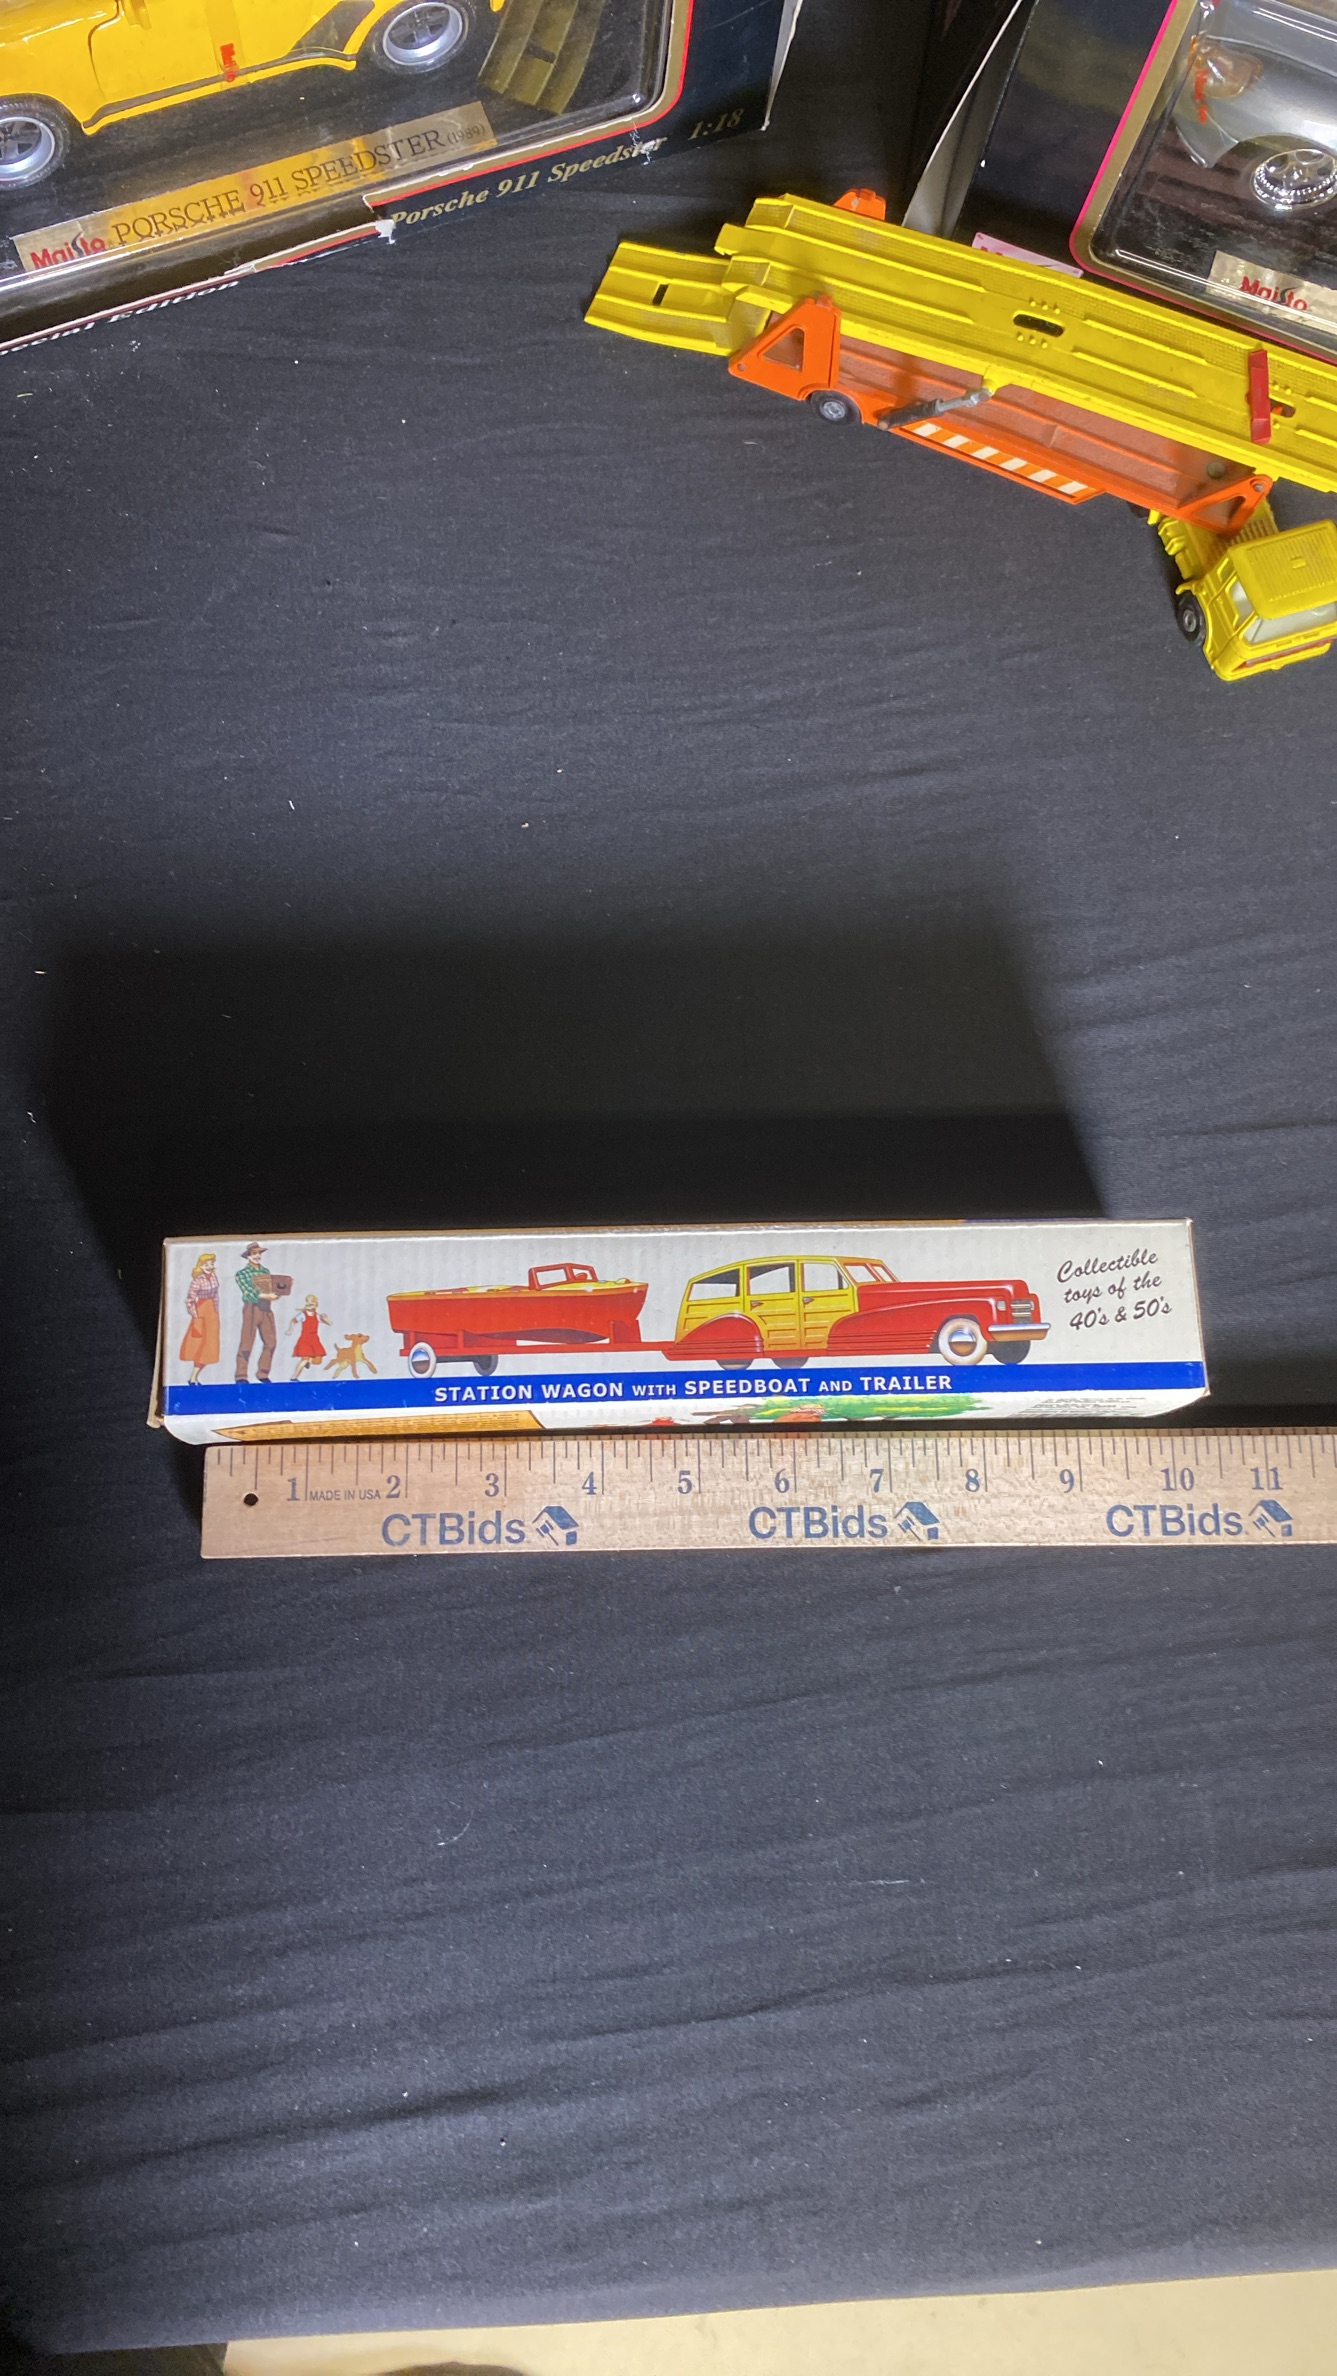 Maisto PORSCHE 911 SPEEDSTER (1989)
Porsche 911 Speedster 1:18
Edition
Maisto
Collectible
toys of the
40's & 50's
STATION WAGON WITH SPEEDBOAT AND TRAILER
1 MADE IN USA 2 3 4 5 6 7 8 9 10 11
CTBids CTBids CTBids